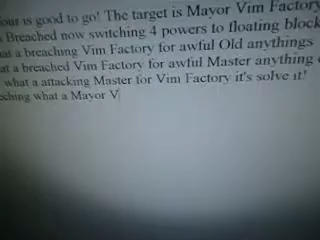 our is good to go! The target is Mayor Vim Factory
Breached now switching 4 powers to floating block
at a breaching Vim Factory for awful Old anythings
at a breached Vim Factory for awful Master anything
what a attacking Master for Vim Factory it's solve it!
ching what a Mayor V